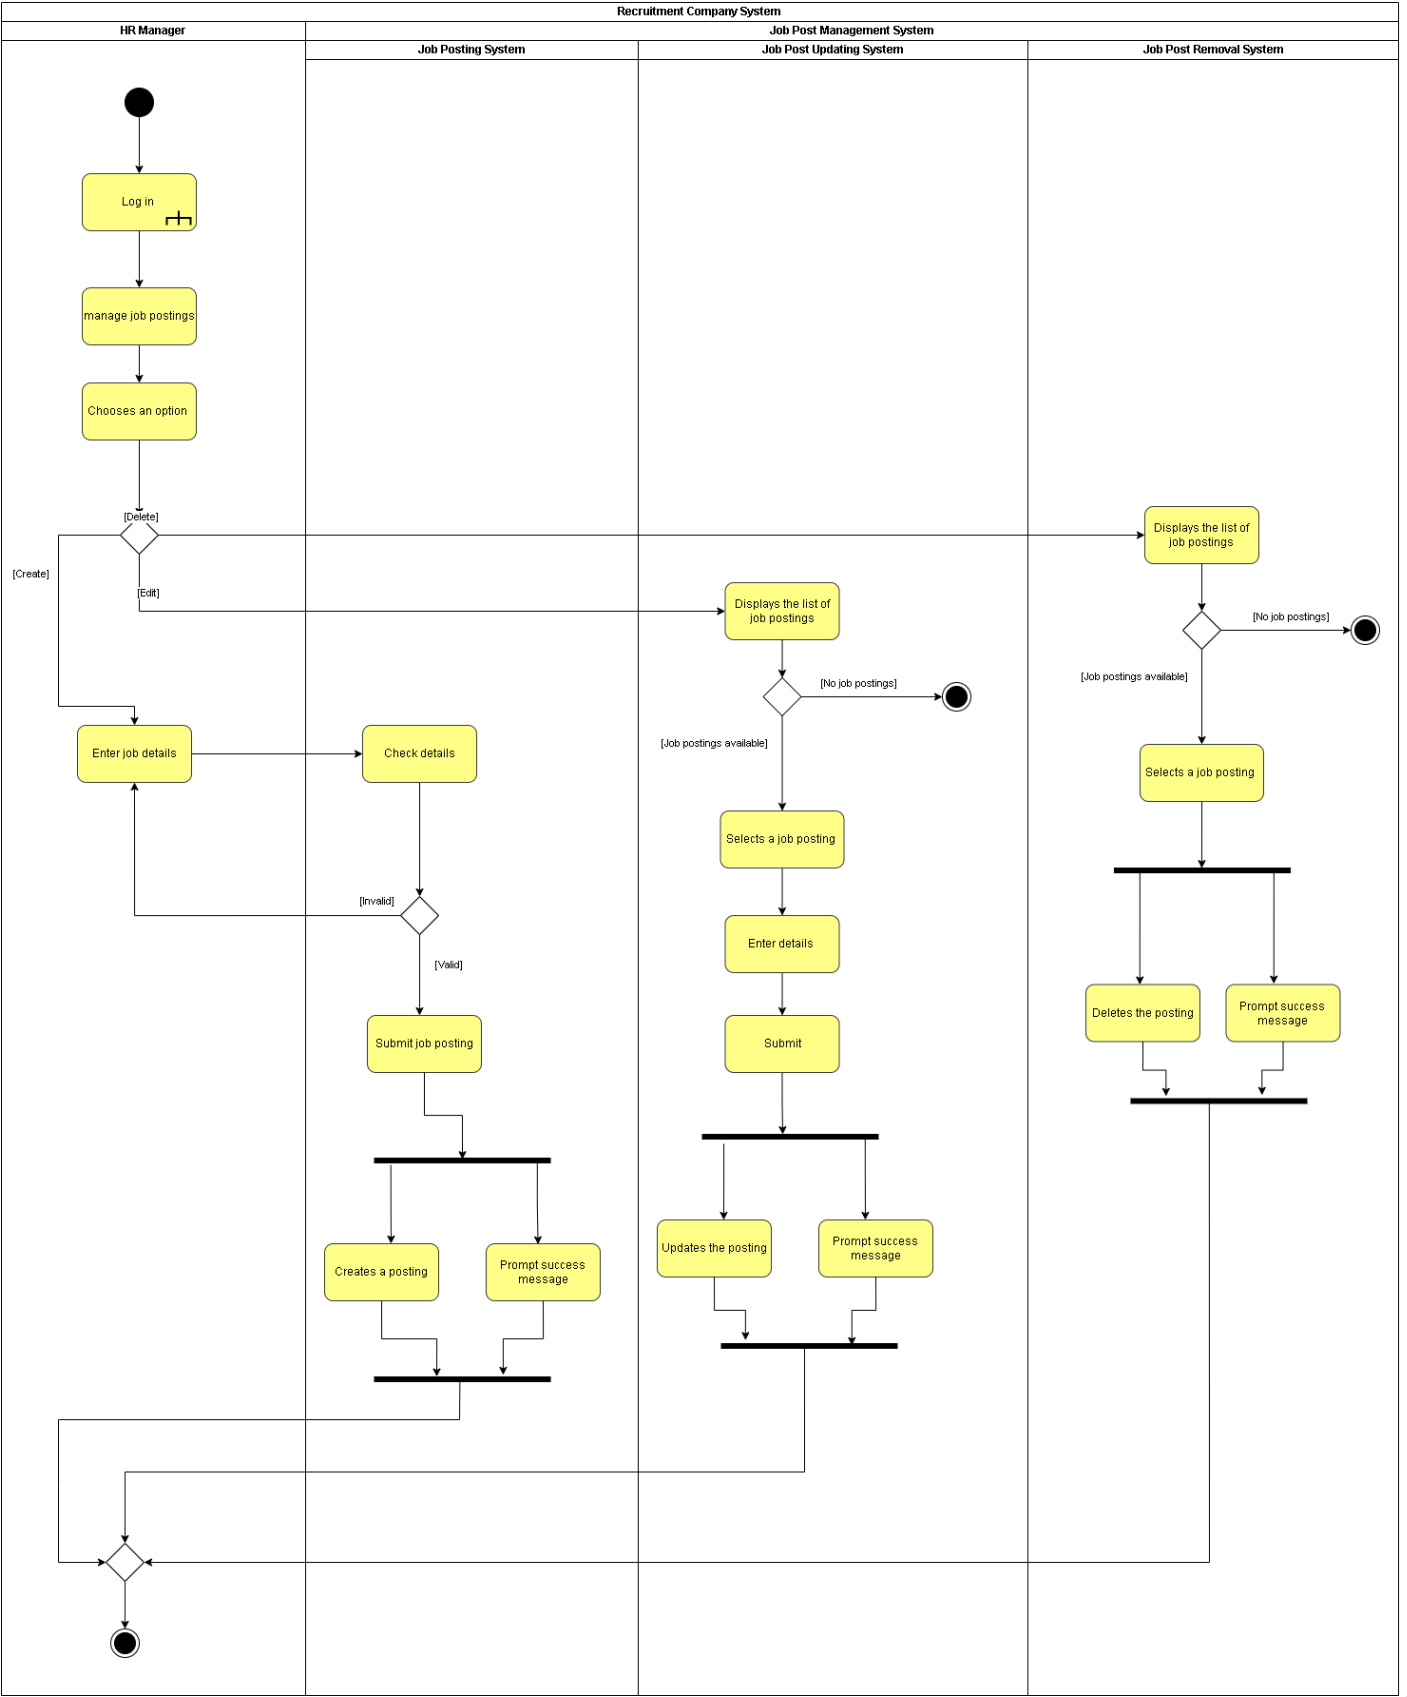 Recruitment Company System
HR Manager
Job Post Management System
Job Posting System
Job Post Updating System
Job Post Removal System
Log in
manage job postings
Chooses an option
[Delete]
[Create]
[Edit]
Displays the list of
job postings
[No job postings]
[Job postings available]
Displays the list of
job postings
[No job postings]
[Job postings available]
Enter job details
Check details
Selects a job posting
Selects a job posting
[Invalid]
[Valid]
Enter details
Submit job posting
Submit
Deletes the posting
Prompt success
message
Updates the posting
Prompt success
message
Creates a posting
Prompt success
message